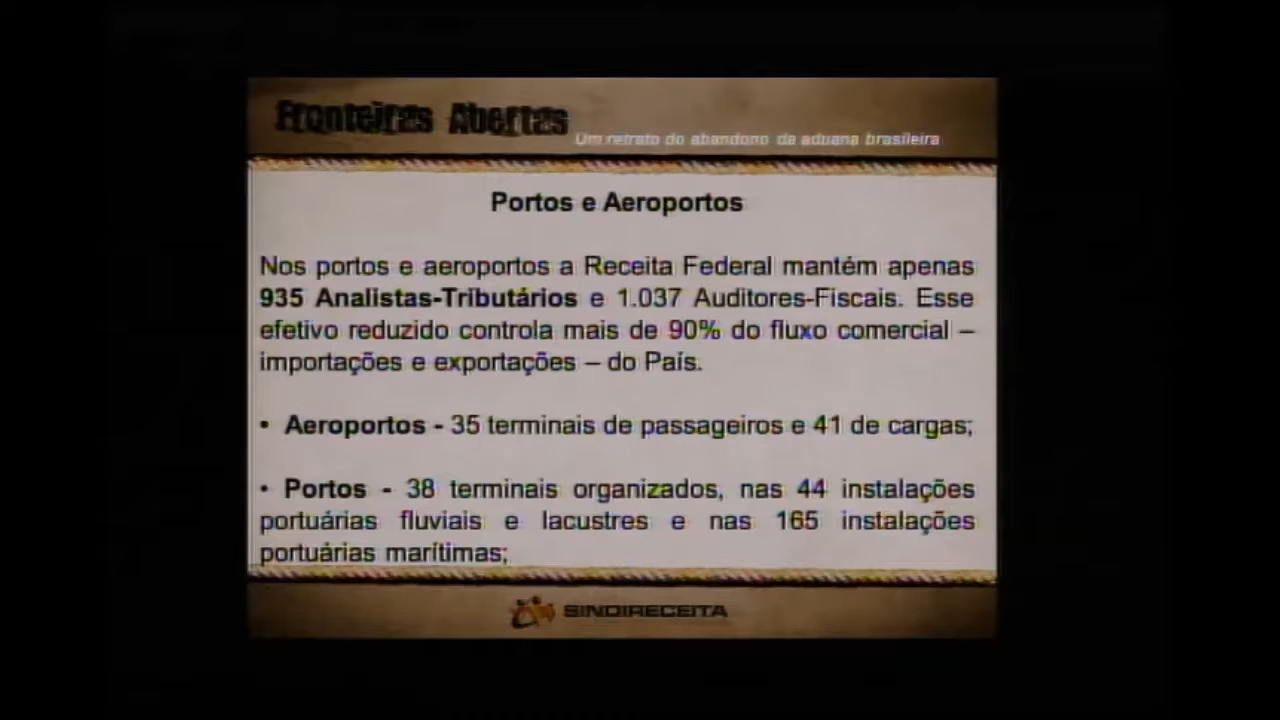 Fronteiras Abertas
Um retrato do abandono da aduana brasileira
Portos e Aeroportos
Nos portos e aeroportos a Receita Federal mantém apenas
935 Analistas-Tributários e 1.037 Auditores-Fiscais. Esse
efetivo reduzido controla mais de 90% do fluxo comercial –
importações e exportações – do País.
• Aeroportos - 35 terminais de passageiros e 41 de cargas;
• Portos - 38 terminais organizados, nas 44 instalações
portuárias fluviais e lacustres e nas 165 instalações
portuárias marítimas;
SINDIRECEITA